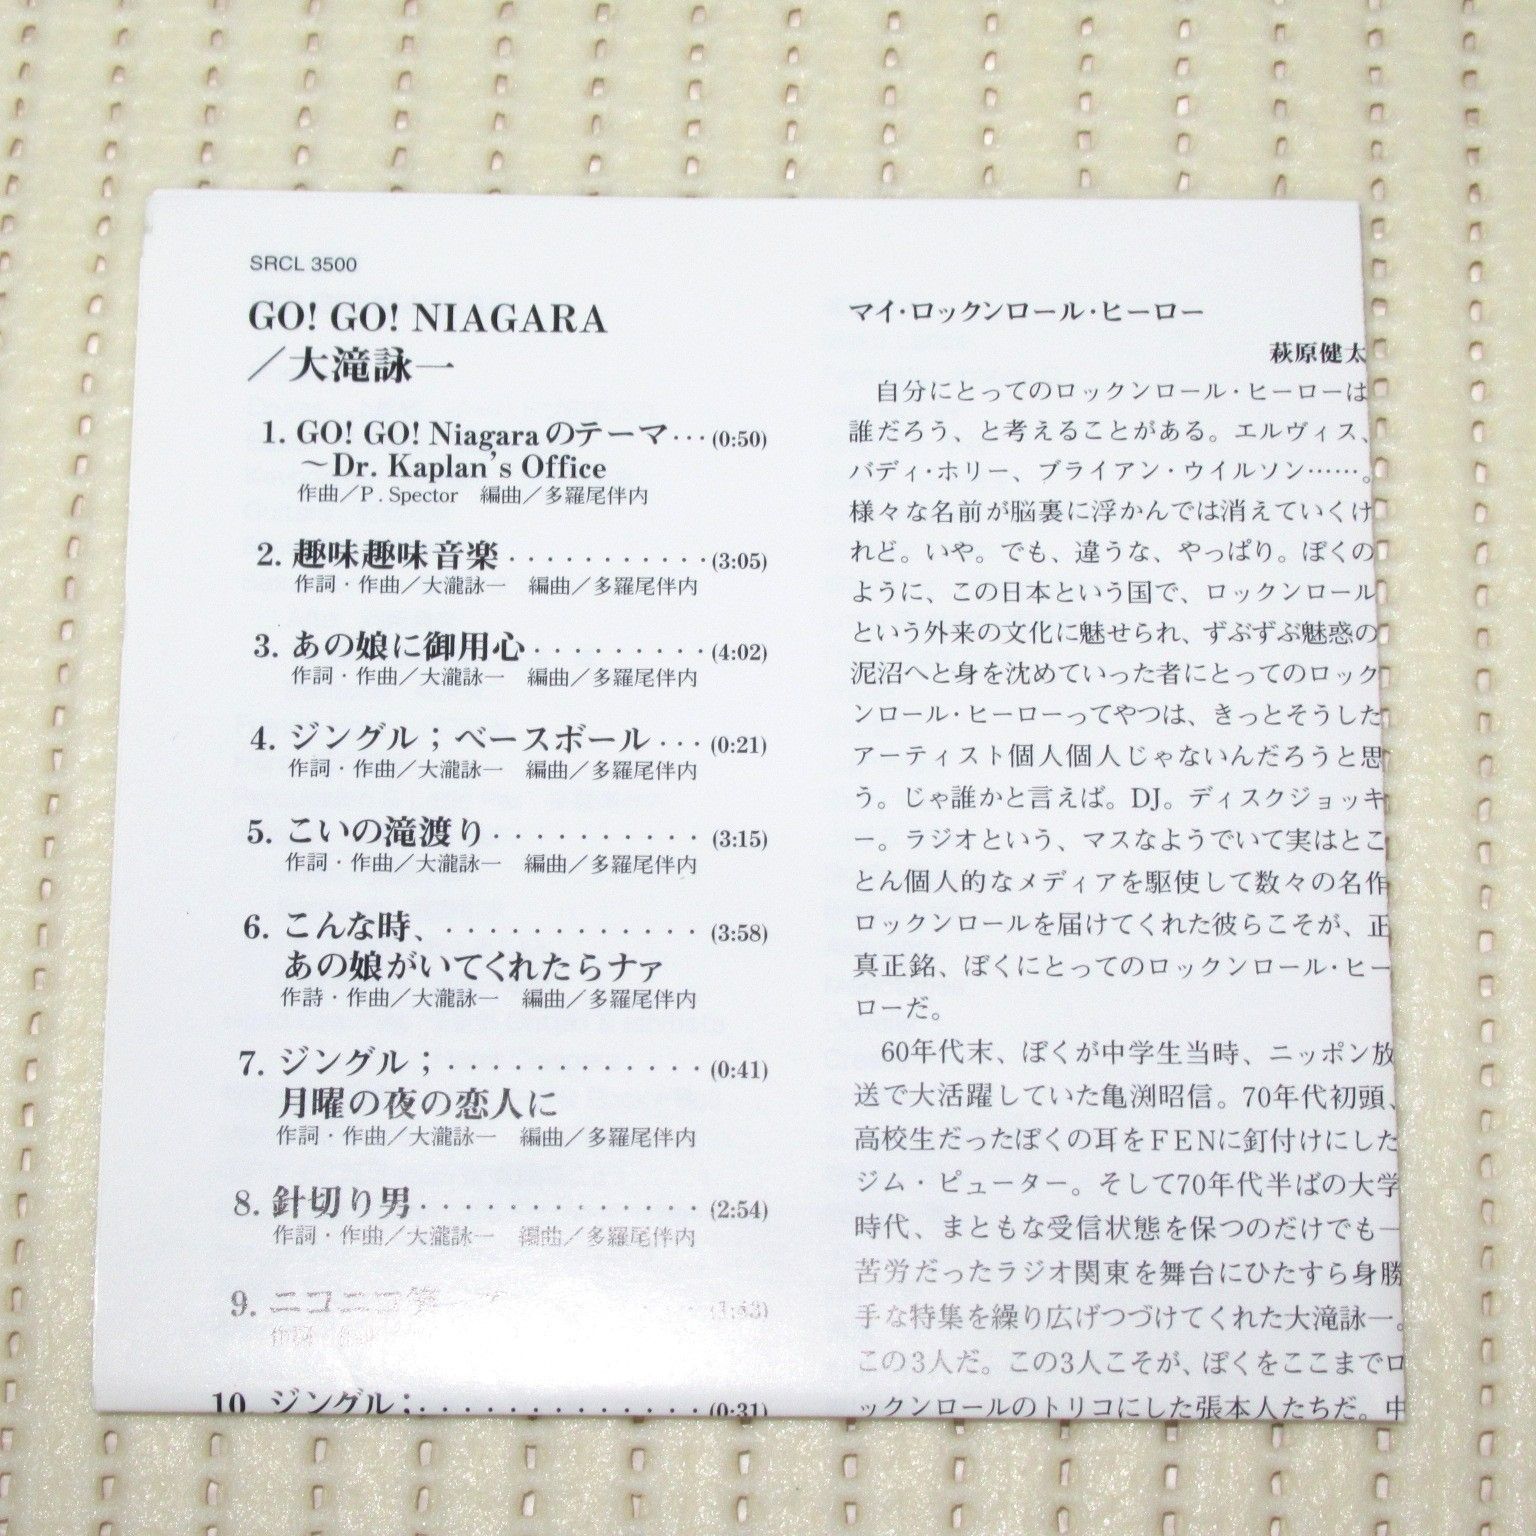 SRCL 3500
GO! GO! NIAGARA
／大滝詠一
1. GO! GO! Niagaraのテーマ･･･(0:50)
～Dr. Kaplan's Office
作曲／P. Spector　編曲／多羅尾伴内
2. 趣味趣味音楽･･･････････(3:05)
作詞・作曲／大瀧詠一　編曲／多羅尾伴内
3. あの娘に御用心･････････(4:02)
作詞・作曲／大瀧詠一　編曲／多羅尾伴内
4. ジングル；ベースボール･･･(0:21)
作詞・作曲／大瀧詠一　編曲／多羅尾伴内
5. こいの滝渡り･･････････(3:15)
作詞・作曲／大瀧詠一　編曲／多羅尾伴内
6. こんな時、････････････(3:58)
あの娘がいてくれたらナァ
作詩・作曲／大瀧詠一　編曲／多羅尾伴内
7. ジングル；････････････(0:41)
月曜の夜の恋人に
作詞・作曲／大瀧詠一　編曲／多羅尾伴内
8. 針切り男･････････････(2:54)
作詞・作曲／大瀧詠一　編曲／多羅尾伴内
9. ニコニコ
10. ジングル；････････････(0:31)
マイ・ロックンロール・ヒーロー
萩原健太
自分にとってのロックンロール・ヒーローは
誰だろう、と考えることがある。エルヴィス、
バディ・ホリー、ブライアン・ウイルソン……。
様々な名前が脳裏に浮かんでは消えていくけ
れど。いや。でも、違うな、やっぱり。ぼくの
ように、この日本という国で、ロックンロール
という外来の文化に魅せられ、ずぶずぶ魅惑の
泥沼へと身を沈めていった者にとってのロック
ンロール・ヒーローってやつは、きっとそうした
アーティスト個人個人じゃないんだろうと思
う。じゃ誰かと言えば。DJ。ディスクジョッキ
ー。ラジオという、マスなようでいて実はとこ
とん個人的なメディアを駆使して数々の名作
ロックンロールを届けてくれた彼らこそが、正
真正銘、ぼくにとってのロックンロール・ヒー
ローだ。
60年代末、ぼくが中学生当時、ニッポン放
送で大活躍していた亀渕昭信。70年代初頭、
高校生だったぼくの耳をFENに釘付けにした
ジム・ピューター。そして70年代半ばの大学
時代、まともな受信状態を保つのだけでも一
苦労だったラジオ関東を舞台にひたすら身勝
手な特集を繰り広げつづけてくれた大滝詠一。
この3人だ。この3人こそが、ぼくをここまでロ
ックンロールのトリコにした張本人たちだ。中